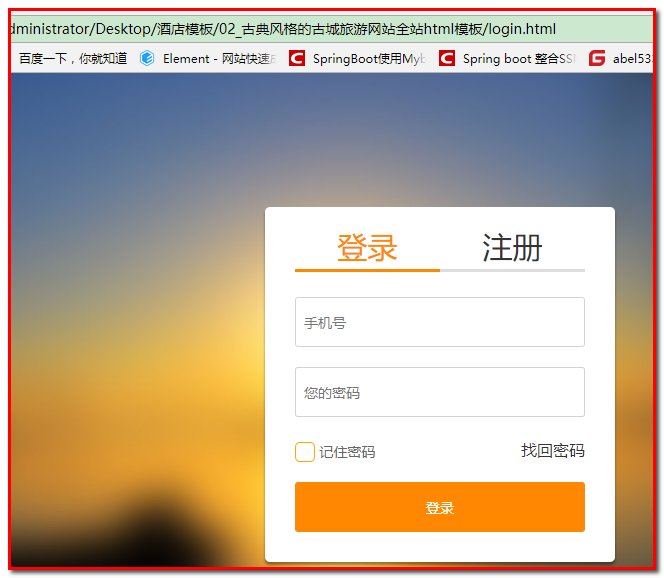 dministrator/Desktop/酒店模板/02_古典风格的古城旅游网站全站html模板/login.html
百度一下，你就知道 Element - 网站快速 SpringBoot使用Myb Spring boot 整合SS abel53
登录 注册
手机号
您的密码
记住密码 找回密码
登录